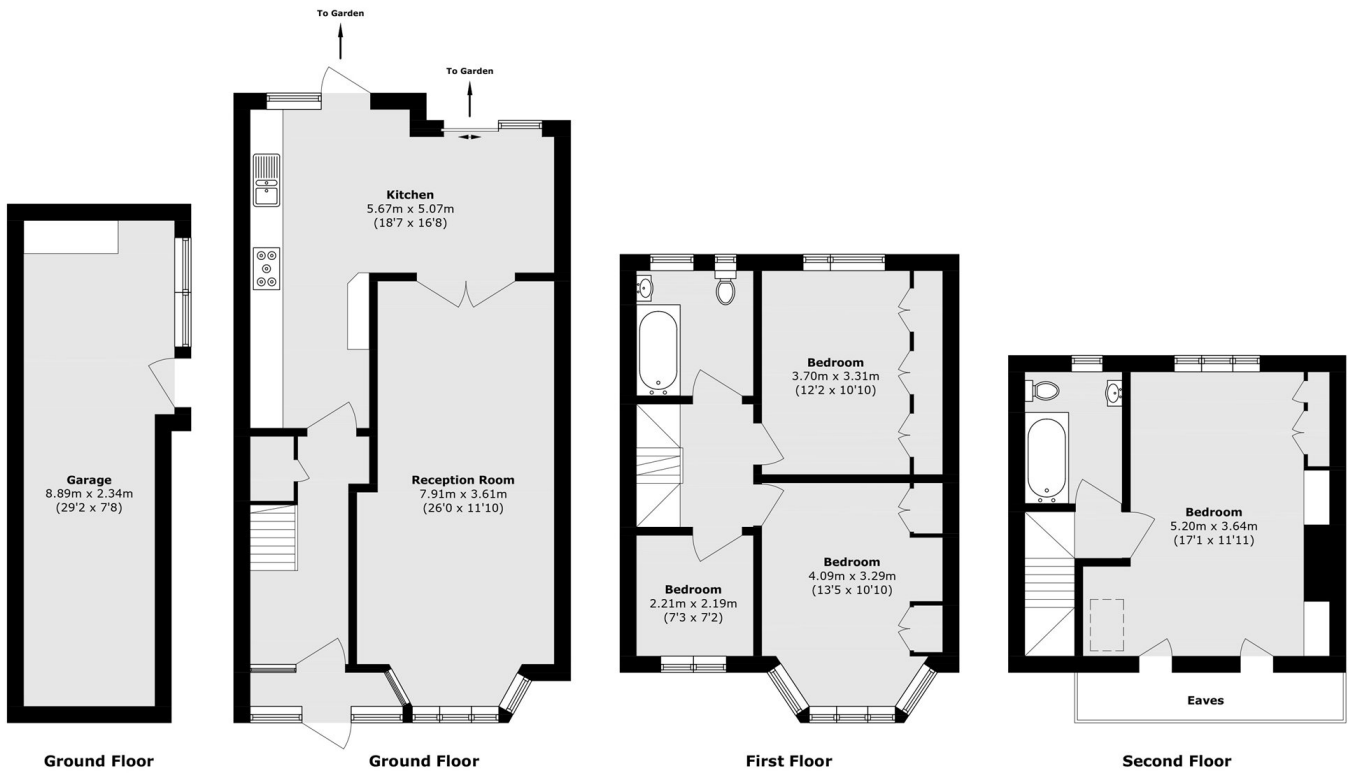 To Garden
To Garden
Kitchen
5.67m x 5.07m
(18'7 x 16'8)
Garage
8.89m x 2.34m
(29'2 x 7'8)
Reception Room
7.91m x 3.61m
(26'0 x 11'10)
Bedroom
3.70m x 3.31m
(12'2 x 10'10)
Bedroom
4.09m x 3.29m
(13'5 x 10'10)
Bedroom
2.21m x 2.19m
(7'3 x 7'2)
Bedroom
5.20m x 3.64m
(17'1 x 11'11)
Eaves
Ground Floor
Ground Floor
First Floor
Second Floor